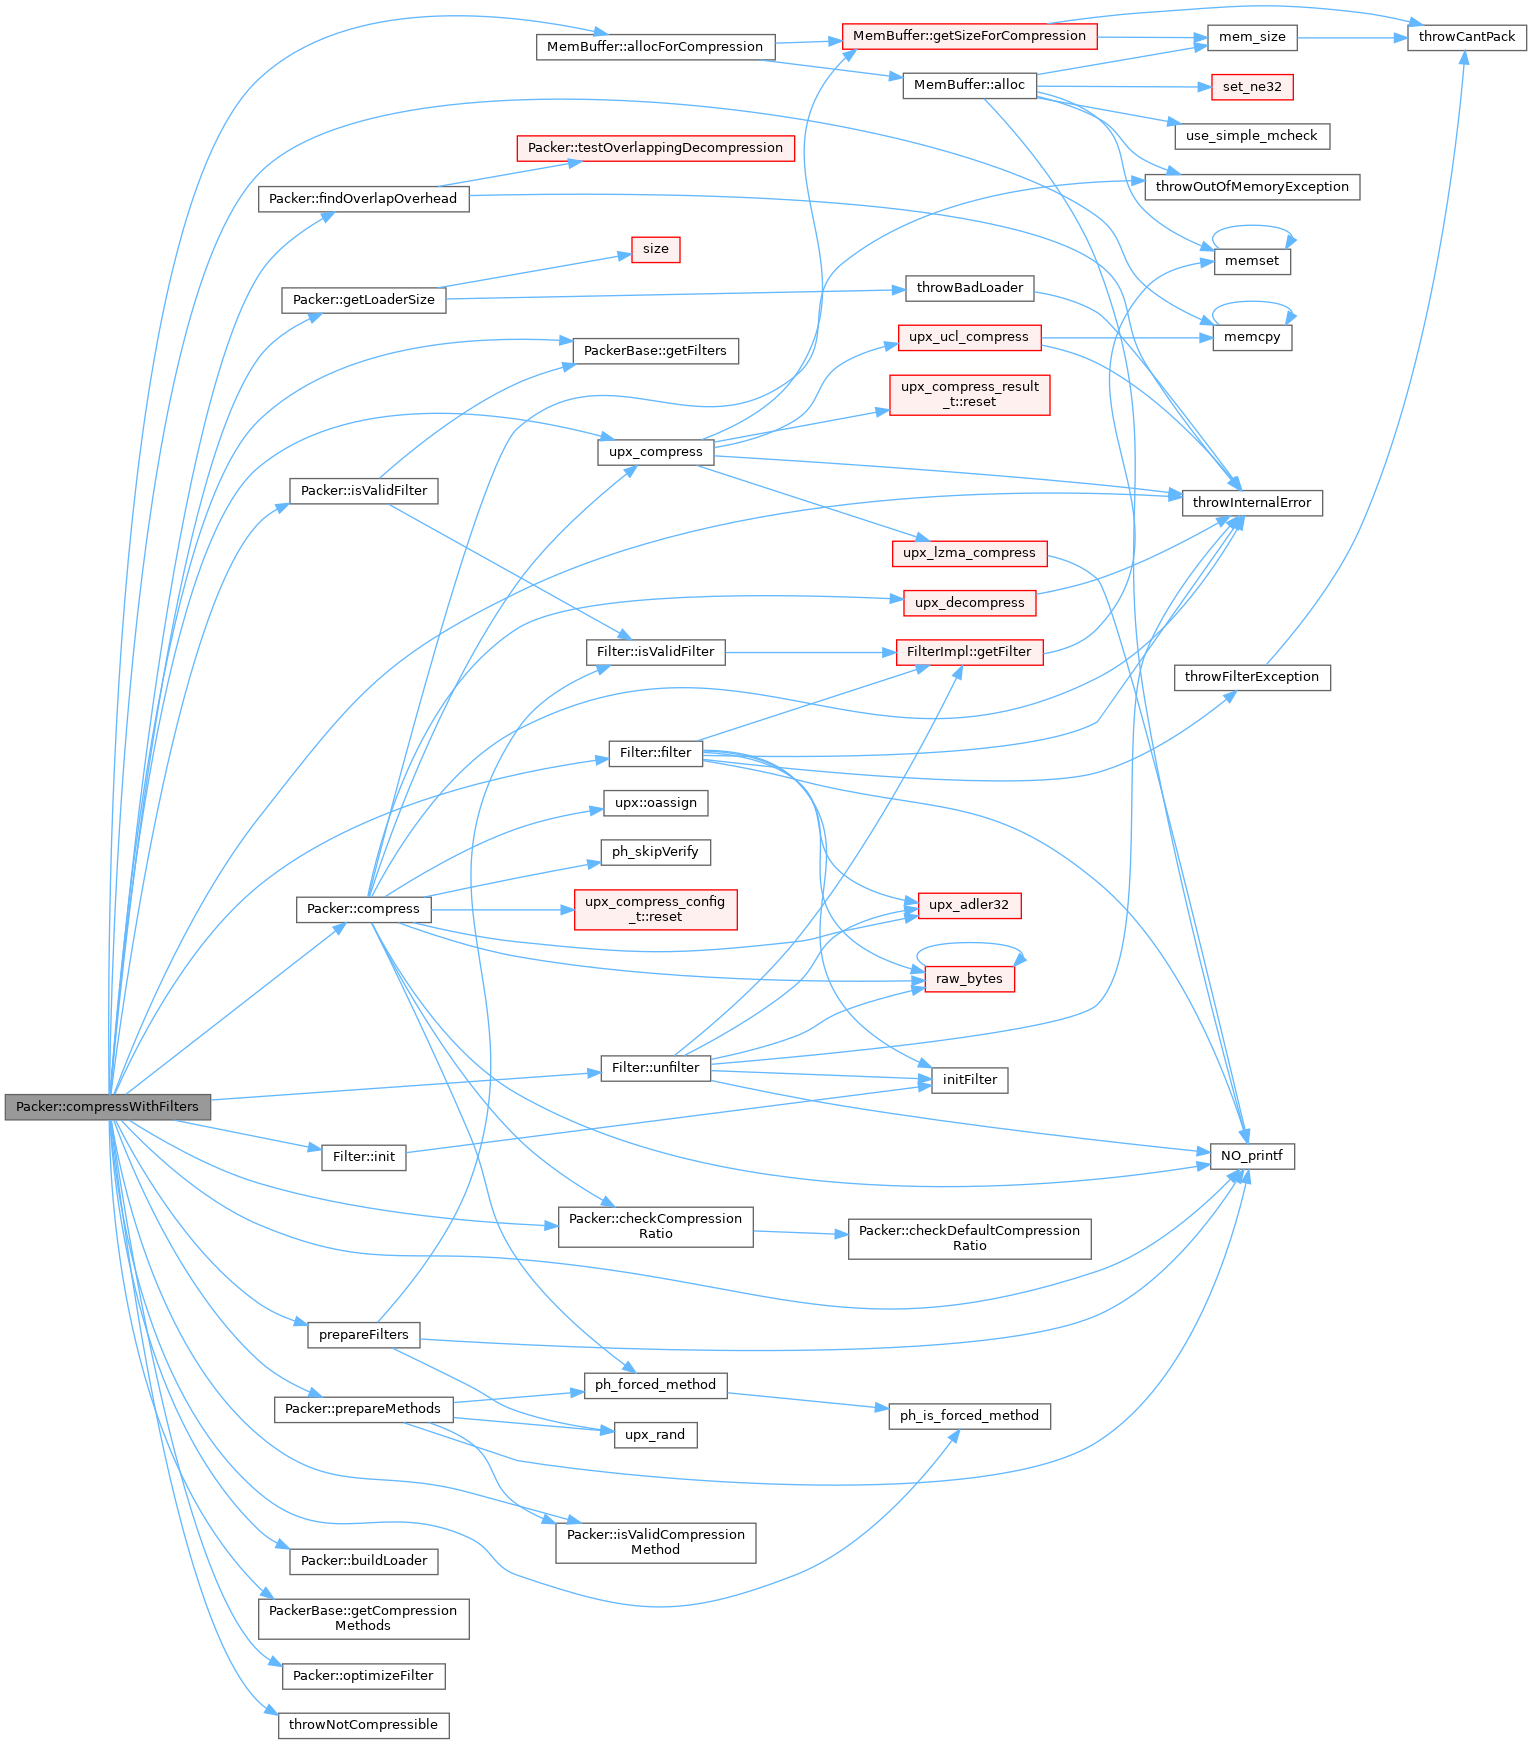 MemBuffer::allocForCompression
MemBuffer::getSizeForCompression
mem_size
throwCantPack
MemBuffer::alloc
set_ne32
use_simple_mcheck
Packer::testOverlappingDecompression
throwOutOfMemoryException
Packer::findOverlapOverhead
size
memset
Packer::getLoaderSize
throwBadLoader
PackerBase::getFilters
upx_ucl_compress
memcpy
upx_compress_result
_t::reset
upx_compress
Packer::isValidFilter
throwInternalError
upx_lzma_compress
upx_decompress
Filter::isValidFilter
FilterImpl::getFilter
throwFilterException
Filter::filter
upx::oassign
ph_skipVerify
Packer::compress
upx_compress_config
_t::reset
upx_adler32
raw_bytes
Filter::unfilter
initFilter
Packer::compressWithFilters
Filter::init
NO_printf
Packer::checkCompression
Ratio
Packer::checkDefaultCompression
Ratio
prepareFilters
ph_forced_method
Packer::prepareMethods
ph_is_forced_method
upx_rand
Packer::isValidCompression
Method
Packer::buildLoader
PackerBase::getCompression
Methods
Packer::optimizeFilter
throwNotCompressible